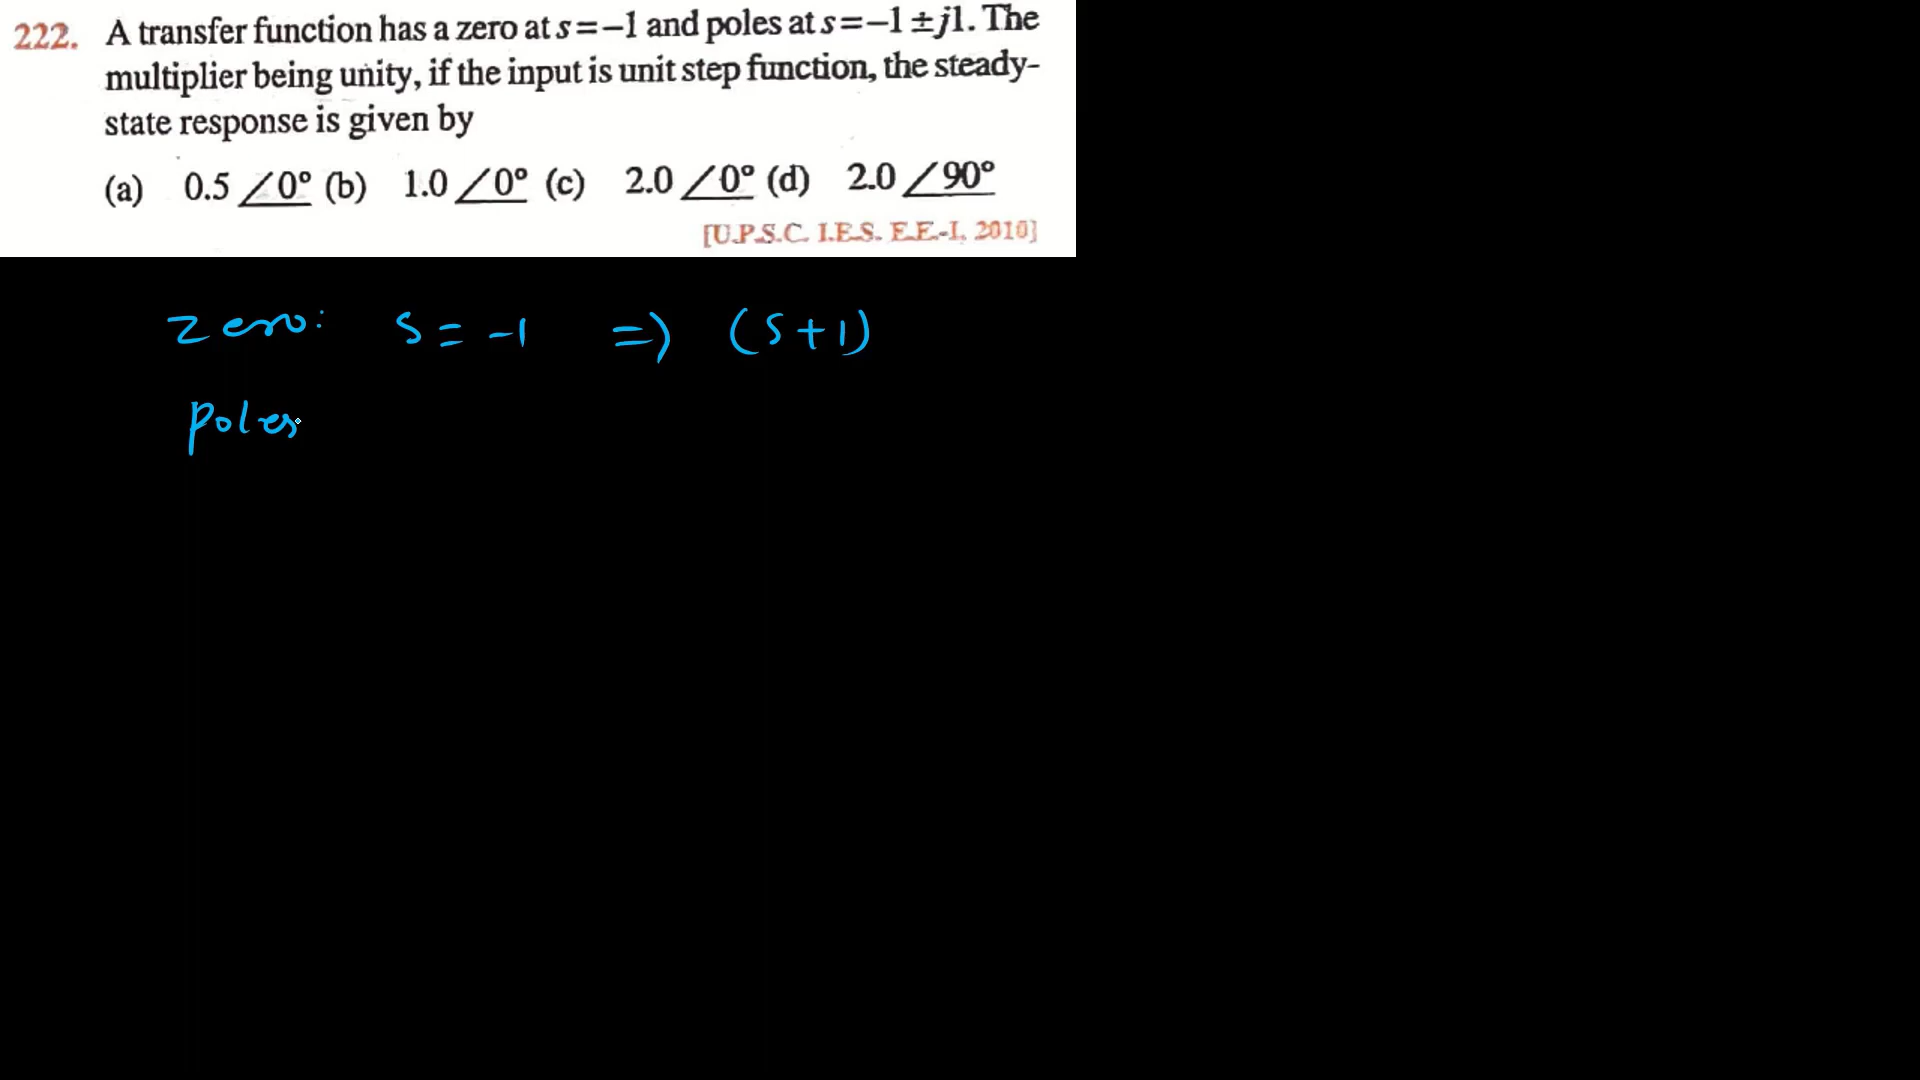 222. A transfer function has a zero at s=–1 and poles at s=–1±j1. The
multiplier being unity, if the input is unit step function, the steady-
state response is given by
(a) 0.5 ∠0° (b) 1.0 ∠0° (c) 2.0 ∠0° (d) 2.0 ∠90°
[U.P.S.C. I.E.S. E.E.-I, 2010]
zero: s = -1 => (s+1)
poles